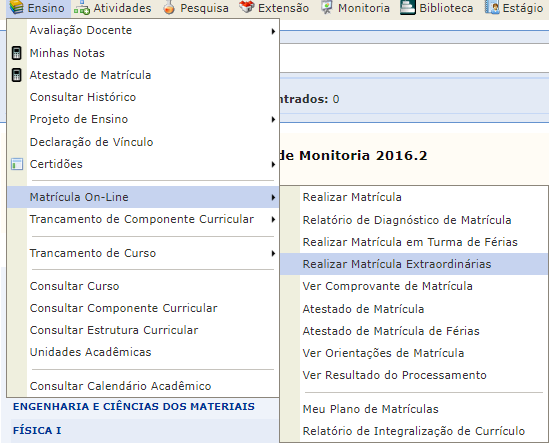 Ensino Atividades Pesquisa Extensão Monitoria Biblioteca Estágio
Avaliação Docente
Minhas Notas
Atestado de Matrícula
Consultar Histórico
Projeto de Ensino
Declaração de Vínculo
Certidões
Matrícula On-Line
Trancamento de Componente Curricular
Trancamento de Curso
Consultar Curso
Consultar Componente Curricular
Consultar Estrutura Curricular
Unidades Acadêmicas
Consultar Calendário Acadêmico
ntrados: 0
de Monitoria 2016.2
Realizar Matrícula
Relatório de Diagnóstico de Matrícula
Realizar Matrícula em Turma de Férias
Realizar Matrícula Extraordinárias
Ver Comprovante de Matrícula
Atestado de Matrícula
Atestado de Matrícula de Férias
Ver Orientações de Matrícula
Ver Resultado do Processamento
Meu Plano de Matrículas
Relatório de Integralização de Currículo
ENGENHARIA E CIÊNCIAS DOS MATERIAIS
FÍSICA I